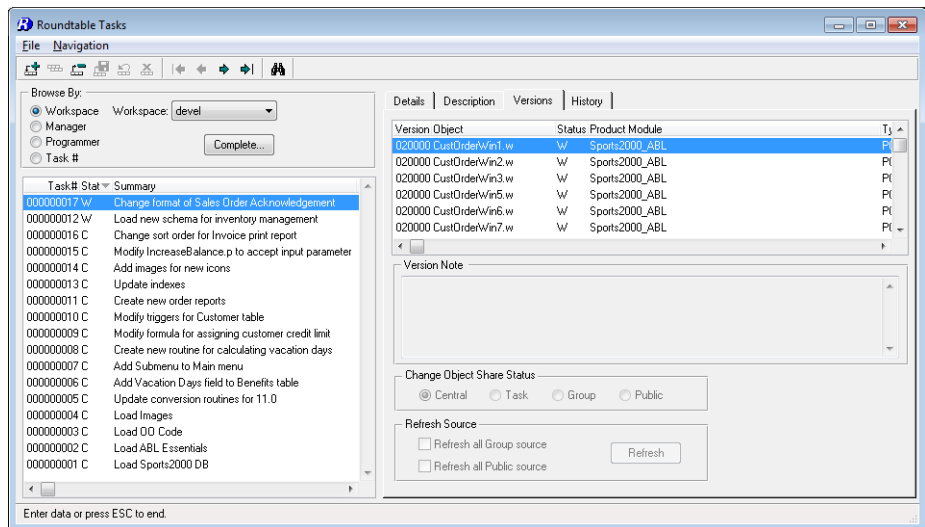 Roundtable Tasks
File Navigation
Browse By:
Workspace Workspace: devel
Manager
Programmer Complete...
Task #
Task# Stat Summary
000000017 W Change format of Sales Order Acknowledgement
000000012 W Load new schema for inventory management
000000016 C Change sort order for Invoice print report
000000015 C Modify IncreaseBalance.p to accept input parameter
000000014 C Add images for new icons
000000013 C Update indexes
000000011 C Create new order reports
000000010 C Modify triggers for Customer table
000000009 C Modify formula for assigning customer credit limit
000000008 C Create new routine for calculating vacation days
000000007 C Add Submenu to Main menu
000000006 C Add Vacation Days field to Benefits table
000000005 C Update conversion routines for 11.0
000000004 C Load Images
000000003 C Load OO Code
000000002 C Load ABL Essentials
000000001 C Load Sports2000 DB
Details Description Versions History
Version Object Status Product Module
020000 CustOrderWin1.w W Sports2000_ABL
020000 CustOrderWin2.w W Sports2000_ABL
020000 CustOrderWin3.w W Sports2000_ABL
020000 CustOrderWin5.w W Sports2000_ABL
020000 CustOrderWin6.w W Sports2000_ABL
020000 CustOrderWin7.w W Sports2000_ABL
Version Note
Change Object Share Status
Central Task Group Public
Refresh Source
Refresh all Group source
Refresh all Public source
Refresh
Enter data or press ESC to end.